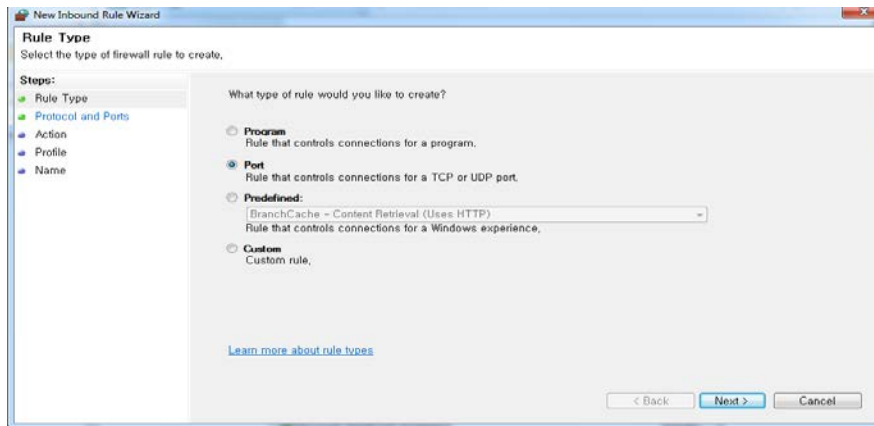 New Inbound Rule Wizard
Rule Type
Select the type of firewall rule to create,
Steps:
Rule Type
Protocol and Ports
Action
Profile
Name
What type of rule would you like to create?
Program
Rule that controls connections for a program,
Port
Rule that controls connections for a TCP or UDP port,
Predefined:
BranchCache - Content Retrieval (Uses HTTP)
Rule that controls connections for a Windows experience,
Custom
Custom rule,
Learn more about rule types
< Back
Next >
Cancel